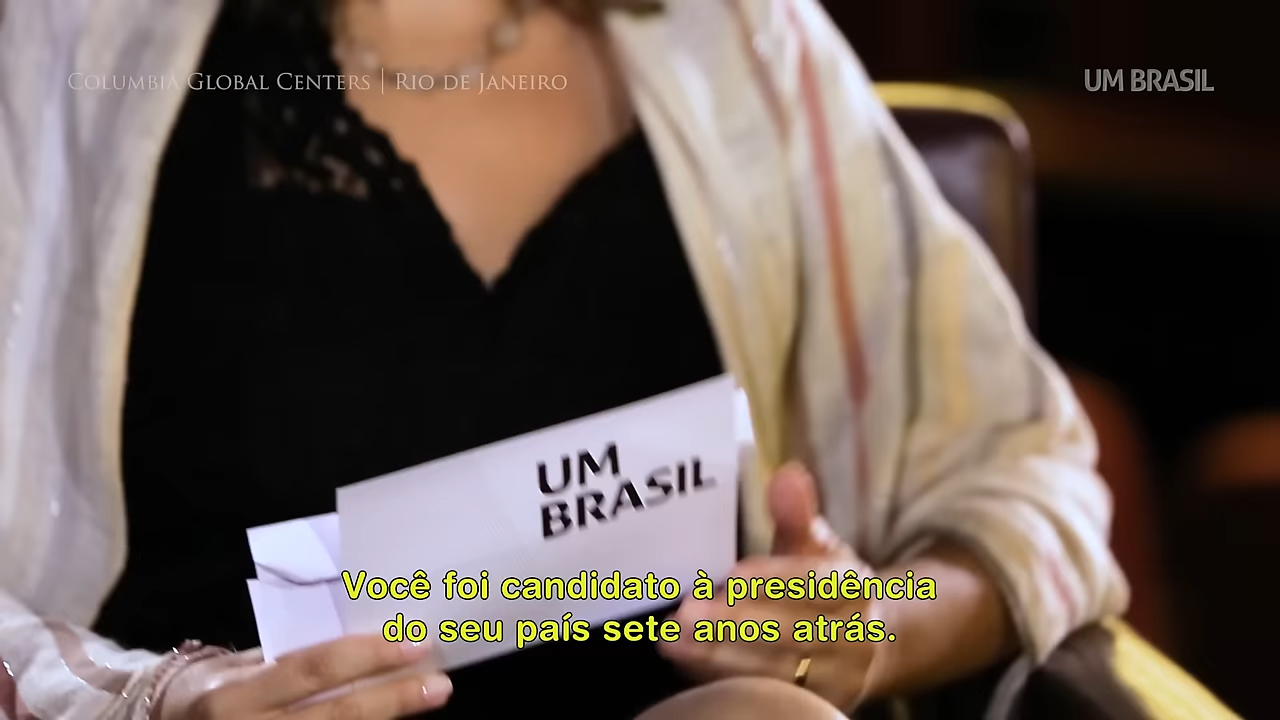 COLUMBIA GLOBAL CENTERS | RIO DE JANEIRO
UM BRASIL
UM
BRASIL
Você foi candidato à presidência
do seu país sete anos atrás.